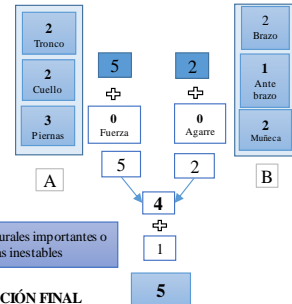 2
Tronco
2
Cuello
3
Piernas
A
5
0
Fuerza
5
2
0
Agarre
2
2
Brazo
1
Ante
brazo
2
Muñeca
B
4
1
urales importantes o
as inestables
5
CIÓN FINAL